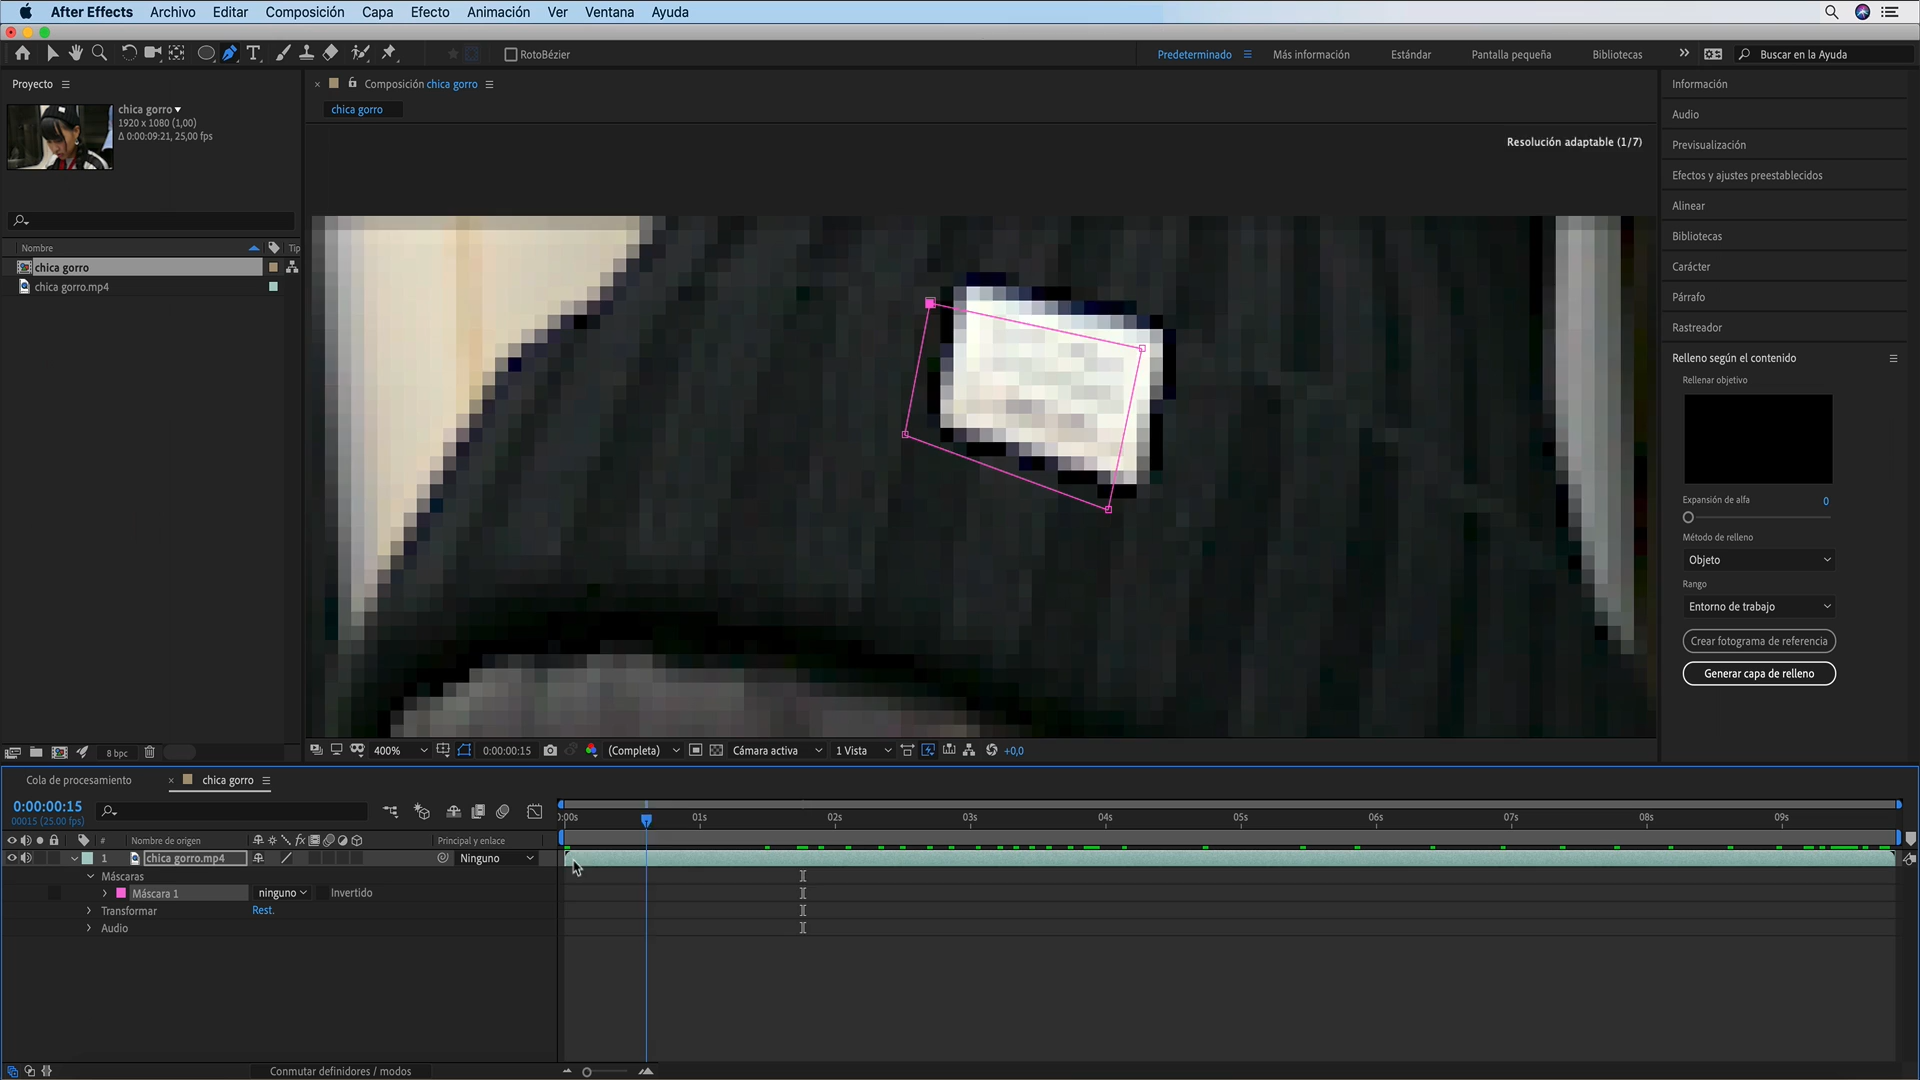 After Effects Archivo Editar Composición Capa Efecto Animación Ver Ventana Ayuda
RotoBézier
Predeterminado Más información Estándar Pantalla pequeña Bibliotecas Buscar en la Ayuda
Proyecto
chica gorro
1920 x 1080 (1,00)
Δ 0:00:09:21, 25,00 fps
Nombre Tip
chica gorro
chica gorro.mp4
8 bpc
Composición chica gorro
chica gorro
Resolución adaptable (1/7)
400% 0:00:00:15 (Completa) Cámara activa 1 Vista +0,0
Información
Audio
Previsualización
Efectos y ajustes preestablecidos
Alinear
Bibliotecas
Carácter
Párrafo
Rastreador
Relleno según el contenido
Rellenar objetivo
Expansión de alfa 0
Método de relleno
Objeto
Rango
Entorno de trabajo
Crear fotograma de referencia
Generar capa de relleno
Cola de procesamiento chica gorro
0:00:00:15
00015 (25.00 fps)
:00s 01s 02s 03s 04s 05s 06s 07s 08s 09s
# Nombre de origen fx Principal y enlace
1 chica gorro.mp4 Ninguno
Máscaras
Máscara 1 ninguno Invertido
Transformar Rest.
Audio
Conmutar definidores / modos